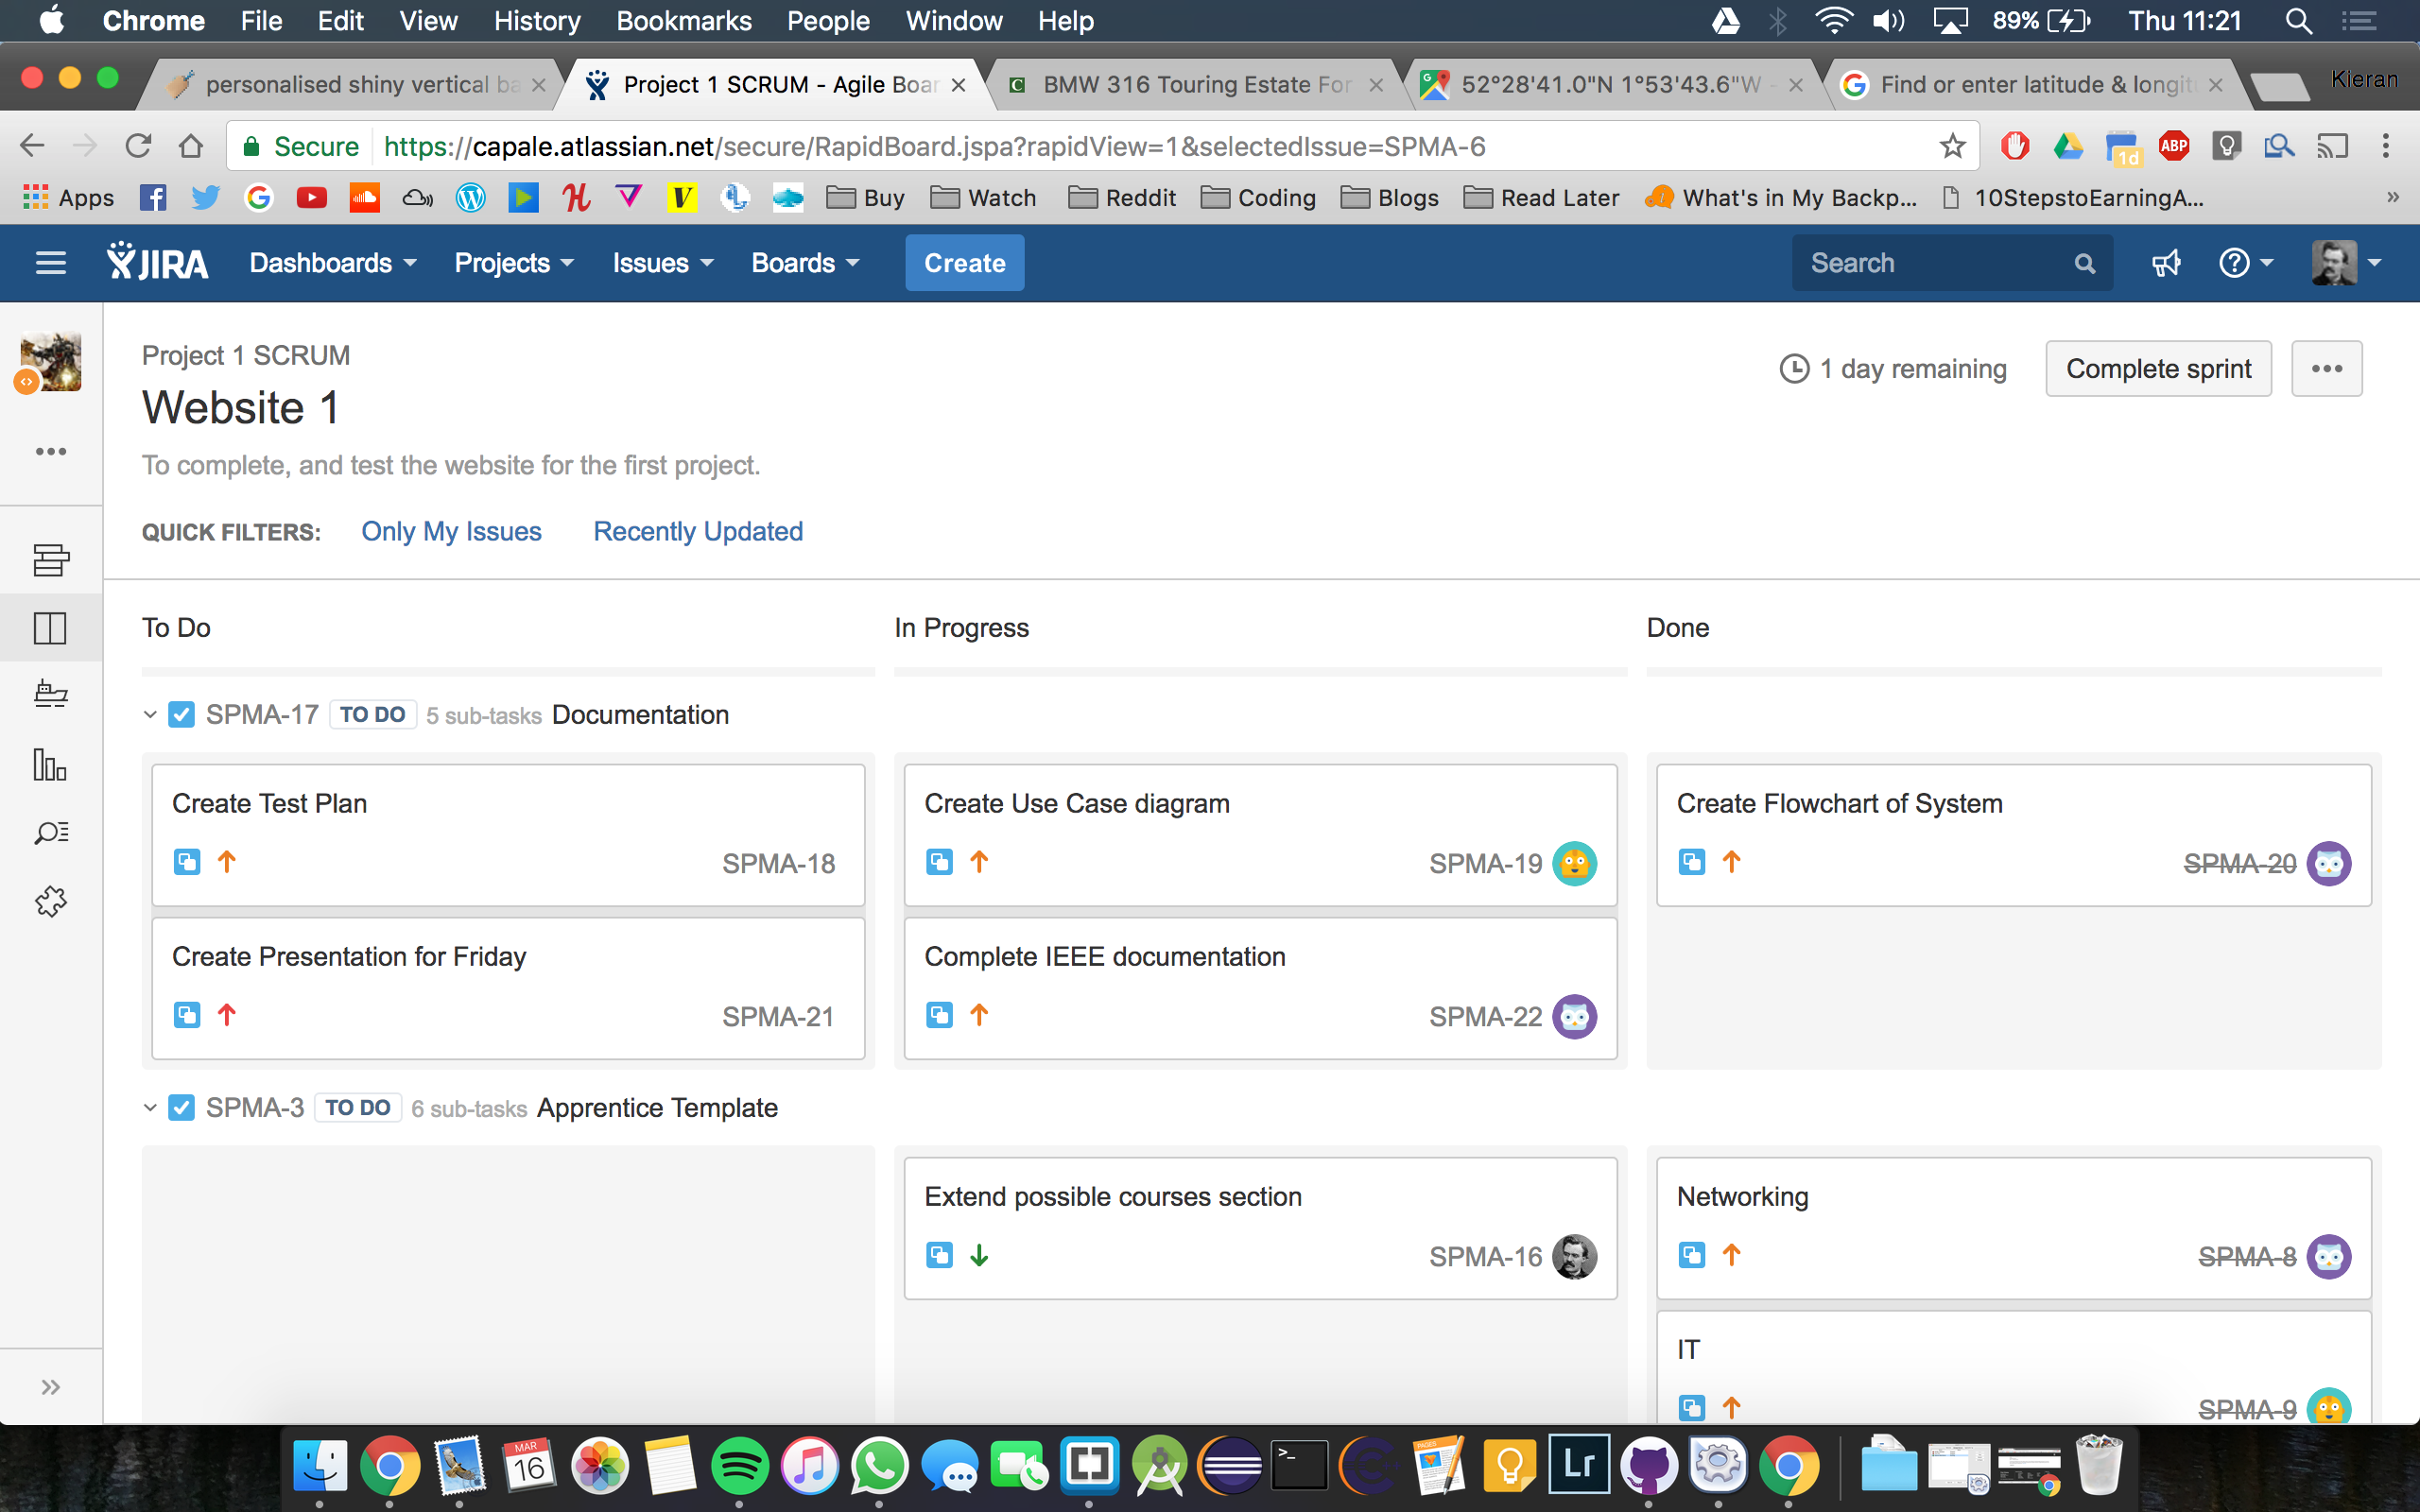 Chrome File Edit View History Bookmarks People Window Help 89% Thu 11:21
personalised shiny vertical ba Project 1 SCRUM - Agile Boar BMW 316 Touring Estate For 52°28'41.0"N 1°53'43.6"W - Find or enter latitude & longit Kieran
Secure https://capale.atlassian.net/secure/RapidBoard.jspa?rapidView=1&selectedIssue=SPMA-6 1d ABP
Apps Buy Watch Reddit Coding Blogs Read Later What's in My Backp... 10StepstoEarningA... »
JIRA Dashboards Projects Issues Boards Create Search
Project 1 SCRUM
Website 1
1 day remaining Complete sprint
To complete, and test the website for the first project.
QUICK FILTERS: Only My Issues Recently Updated
To Do In Progress Done
SPMA-17 TO DO 5 sub-tasks Documentation
Create Test Plan
SPMA-18
Create Presentation for Friday
SPMA-21
Create Use Case diagram
SPMA-19
Complete IEEE documentation
SPMA-22
Create Flowchart of System
SPMA-20
SPMA-3 TO DO 6 sub-tasks Apprentice Template
Extend possible courses section
SPMA-16
Networking
SPMA-8
IT
SPMA-9
MAR
16
PAGES
Lr